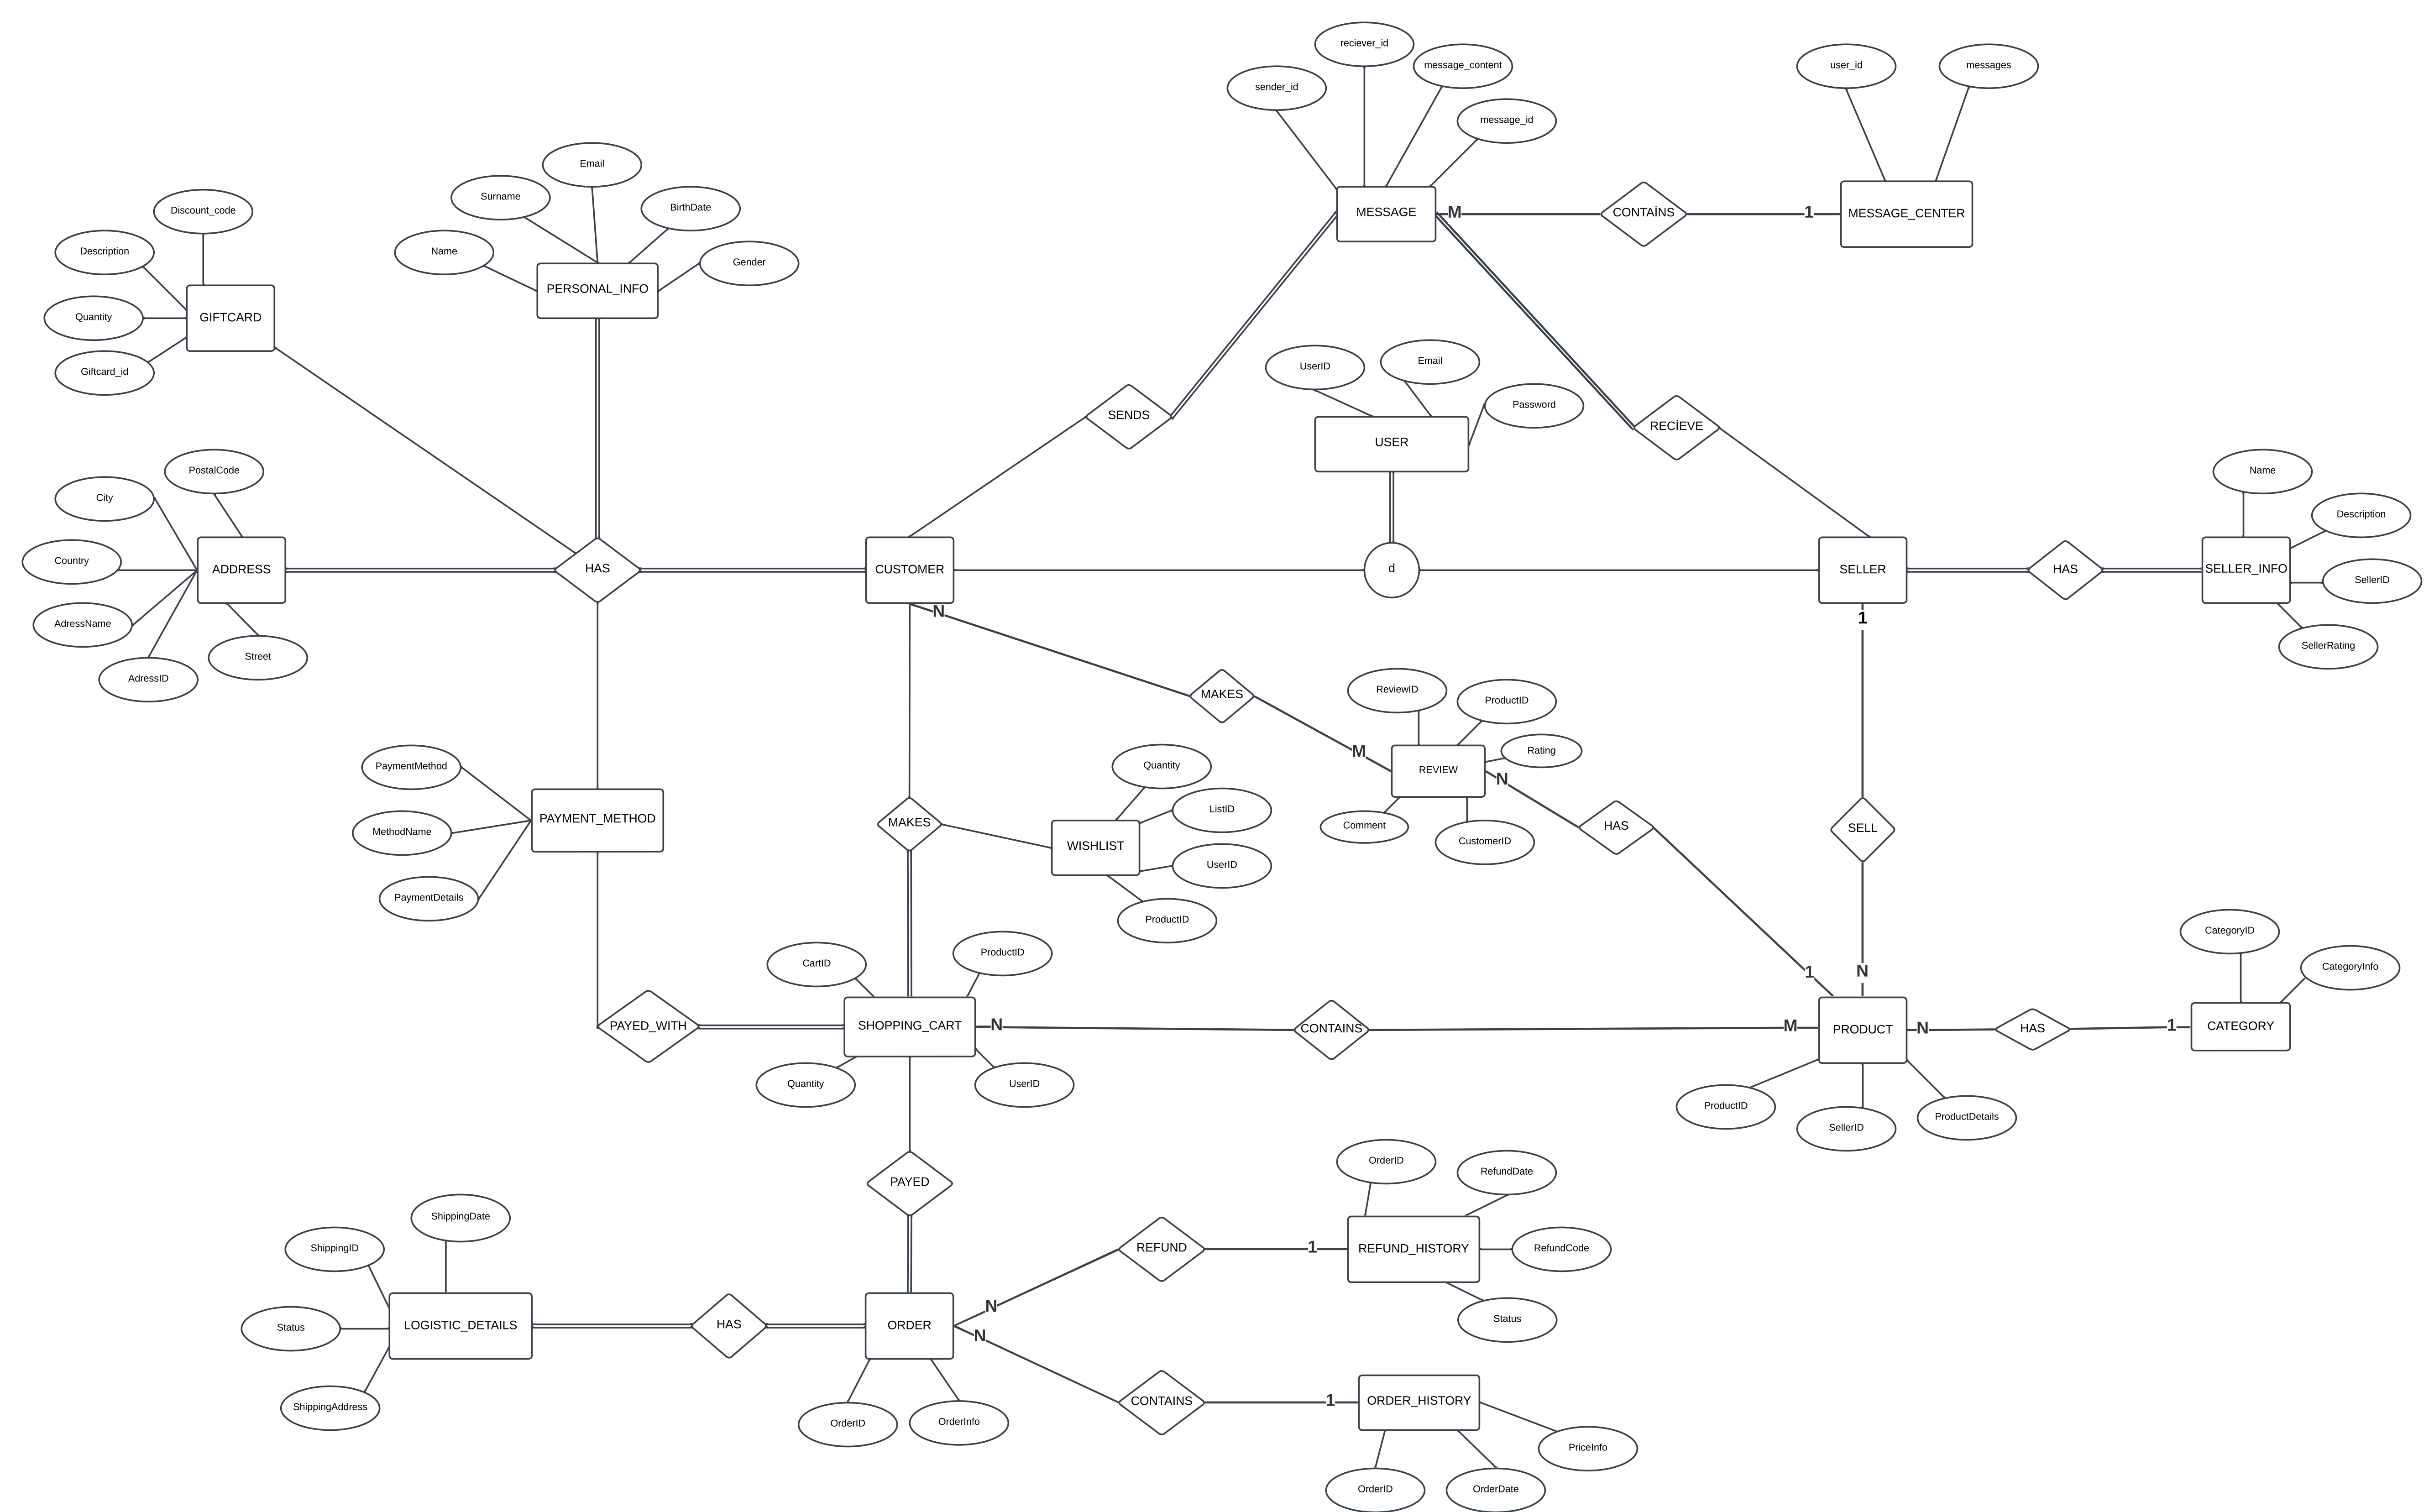 reciever_id
sender_id
message_content
message_id
user_id
messages
MESSAGE
M
CONTAİNS
1
MESSAGE_CENTER
Email
Surname
BirthDate
Name
Gender
PERSONAL_INFO
Discount_code
Description
Quantity
Giftcard_id
GIFTCARD
SENDS
RECİEVE
UserID
Email
Password
USER
PostalCode
City
Country
AdressName
AdressID
Street
ADDRESS
HAS
CUSTOMER
d
SELLER
HAS
SELLER_INFO
Name
Description
SellerID
SellerRating
N
1
MAKES
M
ReviewID
ProductID
Rating
REVIEW
N
Comment
CustomerID
HAS
1
SELL
N
PaymentMethod
MethodName
PaymentDetails
PAYMENT_METHOD
MAKES
Quantity
ListID
UserID
ProductID
WISHLIST
CartID
ProductID
PAYED_WITH
SHOPPING_CART
N
CONTAINS
M
PRODUCT
N
HAS
1
CATEGORY
CategoryID
CategoryInfo
Quantity
UserID
ProductID
SellerID
ProductDetails
PAYED
OrderID
RefundDate
RefundCode
Status
REFUND_HISTORY
1
REFUND
N
ShippingDate
ShippingID
Status
ShippingAddress
LOGISTIC_DETAILS
HAS
ORDER
N
OrderID
OrderInfo
CONTAINS
1
ORDER_HISTORY
PriceInfo
OrderID
OrderDate